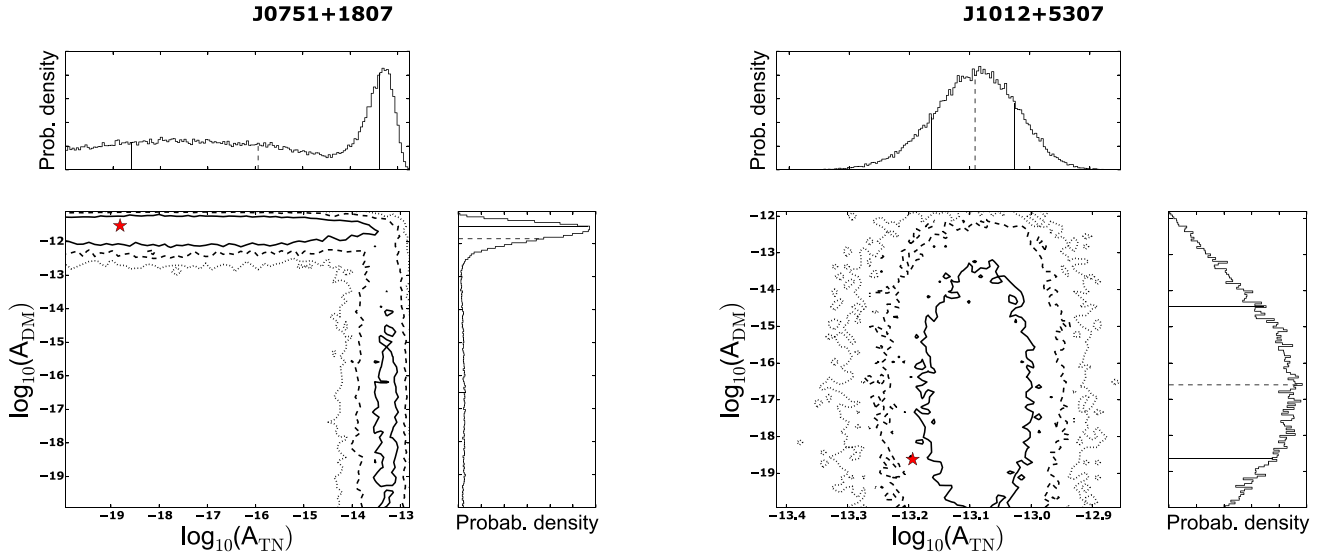 J0751+1807
J1012+5307
Prob. density
Prob. density
−12
−13
−14
−15
−16
−17
−18
−19
log10(ADM)
−19 −18 −17 −16 −15 −14 −13
log10(ATN)
Probab. density
−12
−13
−14
−15
−16
−17
−18
−19
log10(ADM)
−13.4 −13.3 −13.2 −13.1 −13.0 −12.9
log10(ATN)
Probab. density